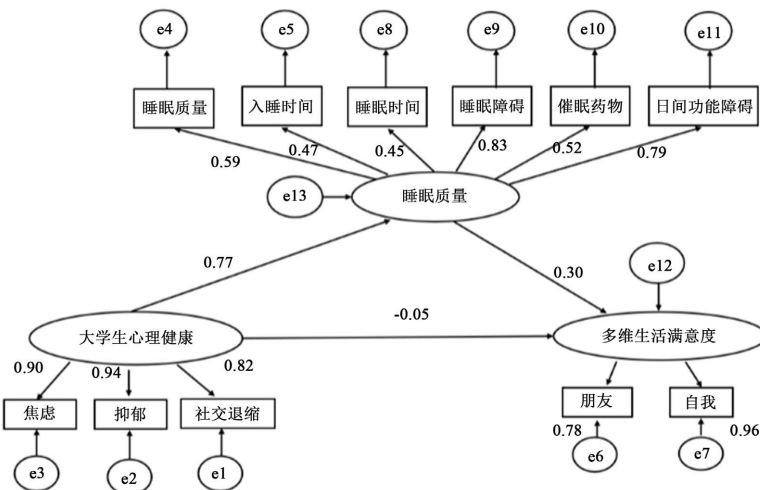 e4
e5
e8
e9
e10
e11
睡眠质量
入睡时间
睡眠时间
睡眠障碍
催眠药物
日间功能障碍
0.59
0.47
0.45
0.83
0.52
0.79
e13
睡眠质量
0.77
0.30
e12
大学生心理健康
-0.05
多维生活满意度
0.90
0.94
0.82
焦虑
抑郁
社交退缩
朋友
自我
0.78
0.96
e3
e2
e1
e6
e7